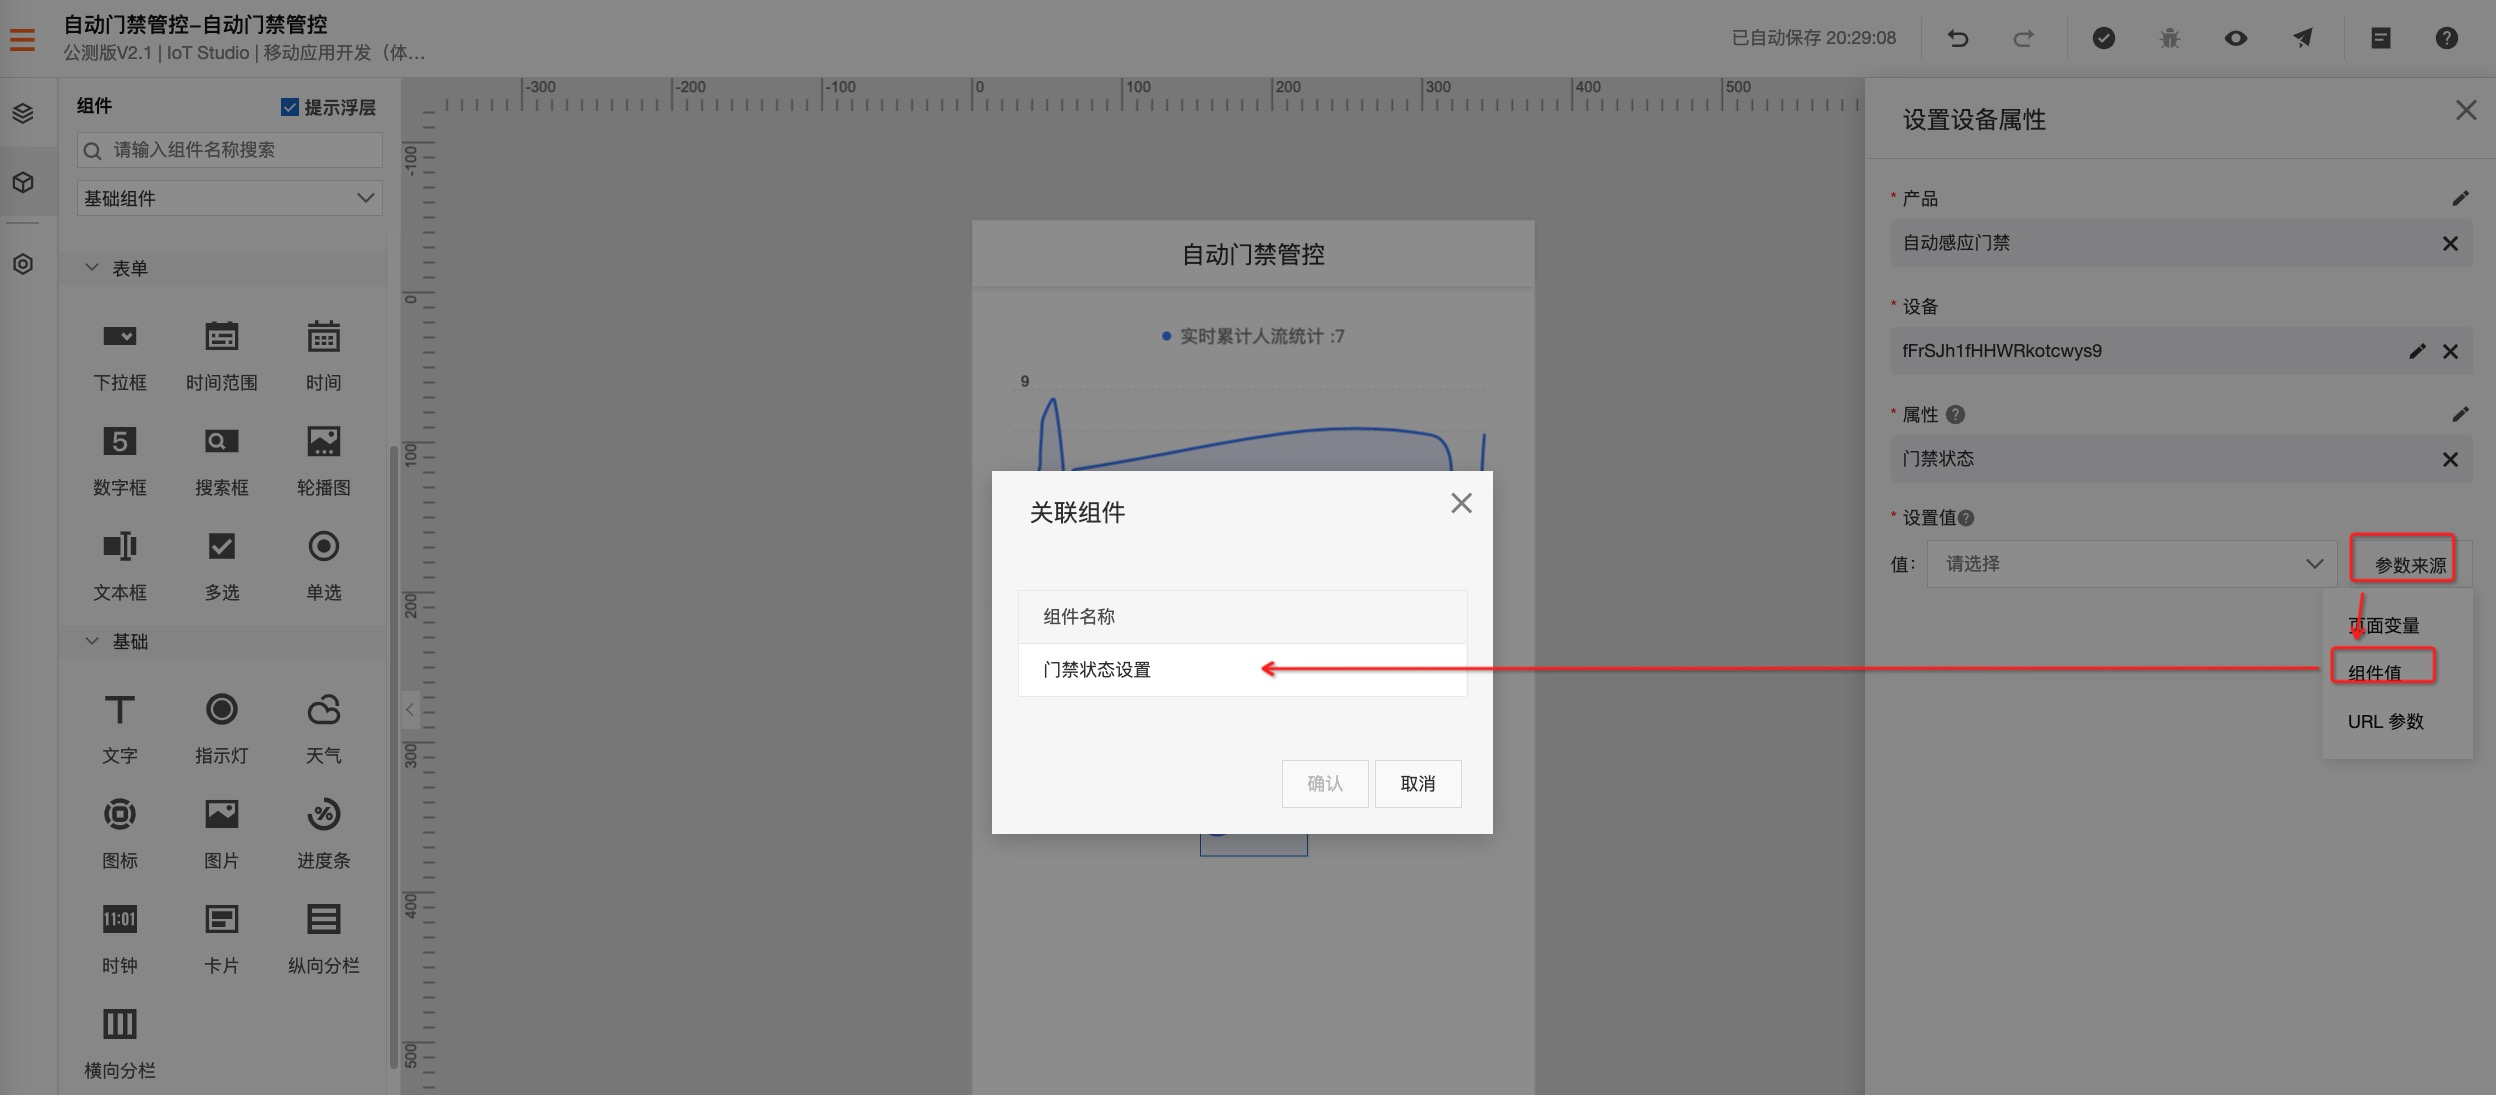 自动门禁管控-自动门禁管控
公测版V2.1 | IoT Studio | 移动应用开发（体...
已自动保存 20:29:08
组件
提示浮层
请输入组件名称搜索
基础组件
表单
下拉框 时间范围 时间
数字框 搜索框 轮播图
5
文本框 多选 单选
基础
文字 指示灯 天气
图标 图片 进度条
11:01
时钟 卡片 纵向分栏
横向分栏
-300 -200 -100 0 100 200 300 400 500
-100
0
100
200
300
400
500
自动门禁管控
实时累计人流统计 :7
9
关联组件
组件名称
门禁状态设置
确认 取消
设置设备属性
* 产品
自动感应门禁
* 设备
fFrSJh1fHHWRkotcwys9
* 属性
门禁状态
* 设置值
值： 请选择 参数来源
页面变量
组件值
URL 参数